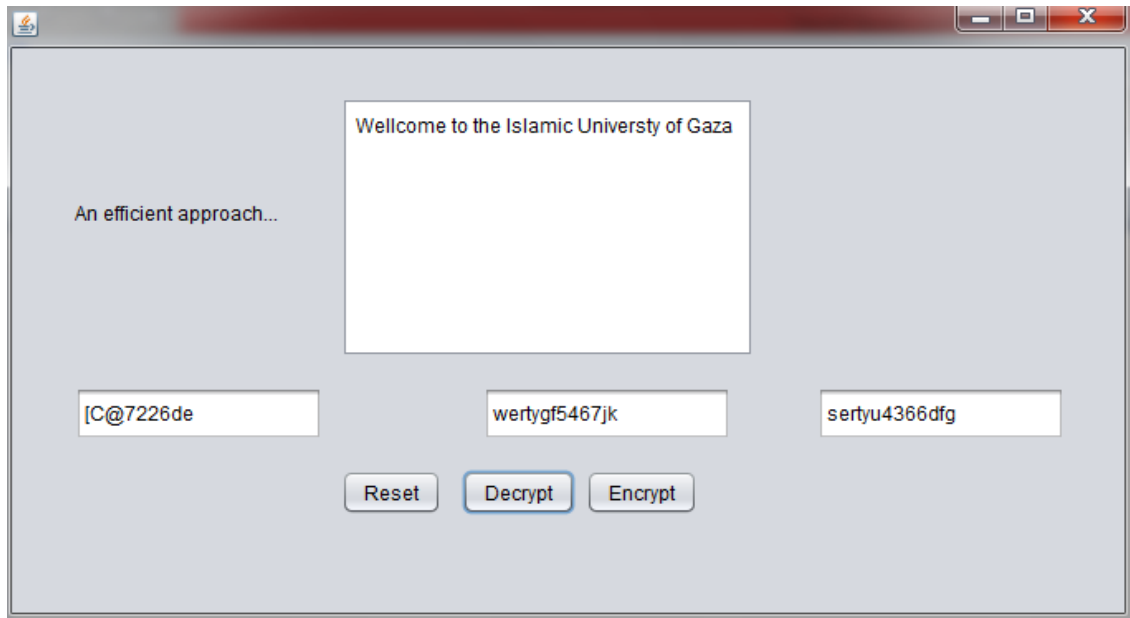 Wellcome to the Islamic Universty of Gaza
An efficient approach...
[C@7226de
wertygf5467jk
sertyu4366dfg
Reset
Decrypt
Encrypt